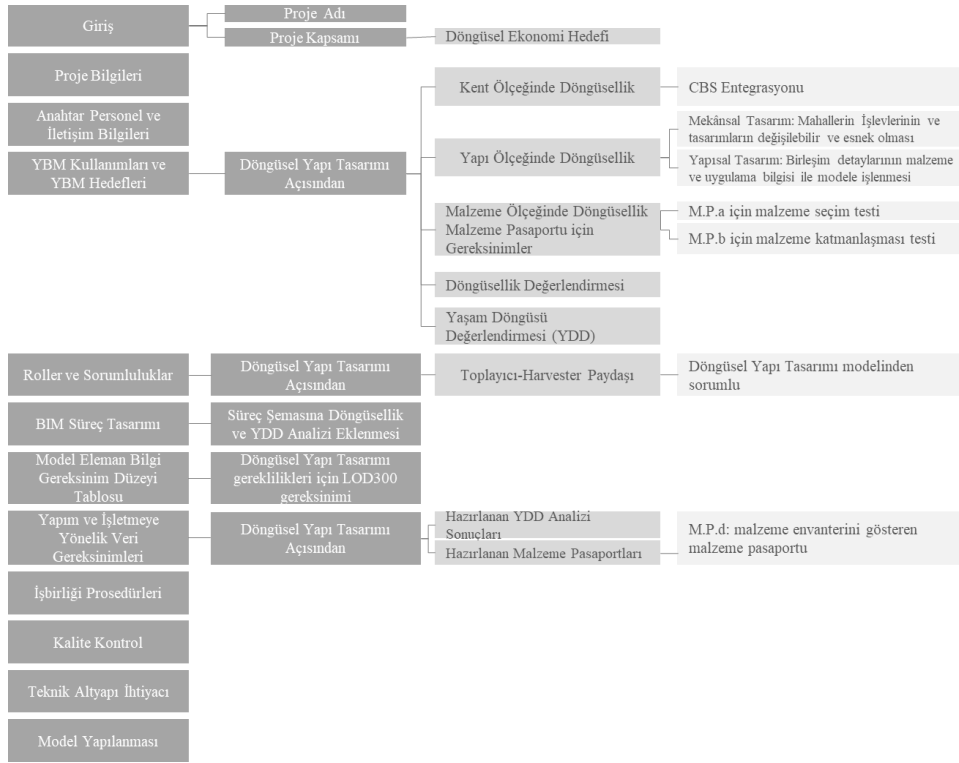 Giriş
Proje Adı
Proje Kapsamı
Döngüsel Ekonomi Hedefi
Proje Bilgileri
Anahtar Personel ve
İletişim Bilgileri
YBM Kullanımları ve
YBM Hedefleri
Döngüsel Yapı Tasarımı
Açısından
Kent Ölçeğinde Döngüsellik
CBS Entegrasyonu
Yapı Ölçeğinde Döngüsellik
Mekânsal Tasarım: Mahallerin İşlevlerinin ve
tasarımların değişilebilir ve esnek olması
Yapısal Tasarım: Birleşim detaylarının malzeme
ve uygulama bilgisi ile modele işlenmesi
Malzeme Ölçeğinde Döngüsellik
Malzeme Pasaportu için
Gereksinimler
M.P.a için malzeme seçim testi
M.P.b için malzeme katmanlaşması testi
Döngüsellik Değerlendirmesi
Yaşam Döngüsü
Değerlendirmesi (YDD)
Roller ve Sorumluluklar
Döngüsel Yapı Tasarımı
Açısından
Toplayıcı-Harvester Paydaşı
Döngüsel Yapı Tasarımı modelinden
sorumlu
BIM Süreç Tasarımı
Süreç Şemasına Döngüsellik
ve YDD Analizi Eklenmesi
Model Eleman Bilgi
Gereksinim Düzeyi
Tablosu
Döngüsel Yapı Tasarımı
gereklilikleri için LOD300
gereksinimi
Yapım ve İşletmeye
Yönelik Veri
Gereksinimleri
Döngüsel Yapı Tasarımı
Açısından
Hazırlanan YDD Analizi
Sonuçları
Hazırlanan Malzeme Pasaportları
M.P.d: malzeme envanterini gösteren
malzeme pasaportu
İşbirliği Prosedürleri
Kalite Kontrol
Teknik Altyapı İhtiyacı
Model Yapılanması